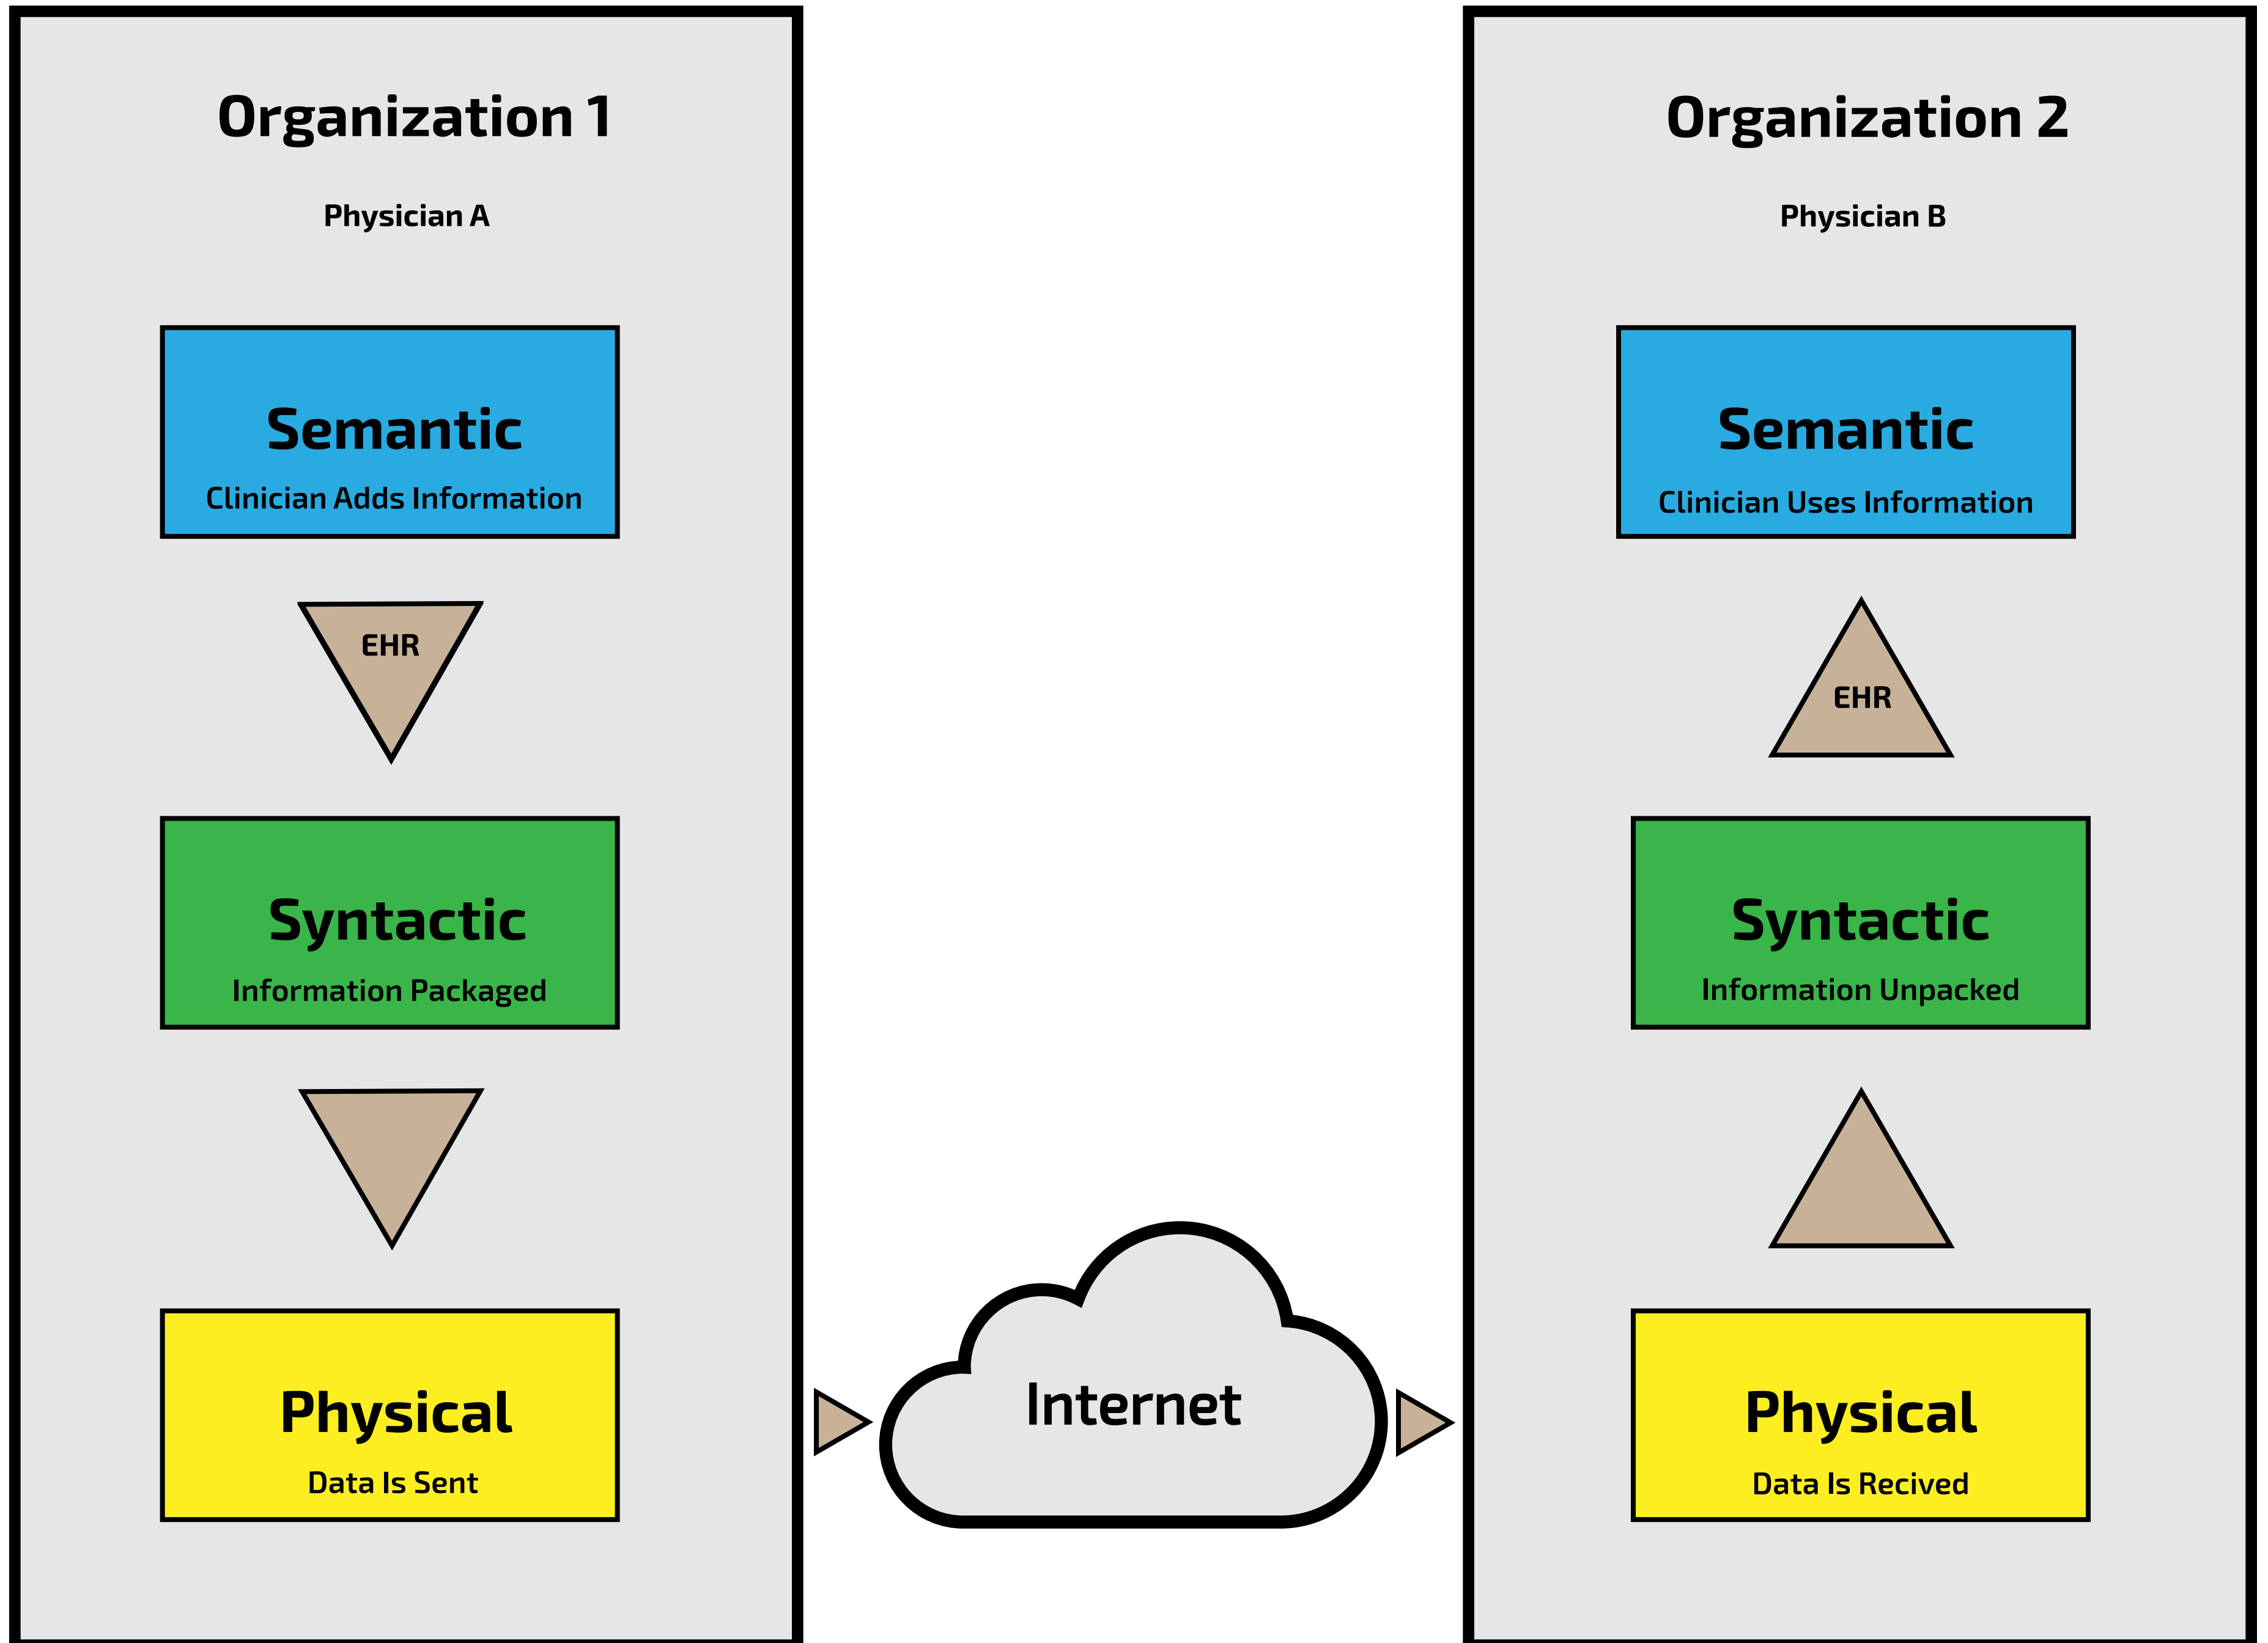 Organization 1
Physician A
Semantic
Clinician Adds Information
EHR
Syntactic
Information Packaged
Physical
Data Is Sent
Internet
Organization 2
Physician B
Semantic
Clinician Uses Information
EHR
Syntactic
Information Unpacked
Physical
Data Is Recived